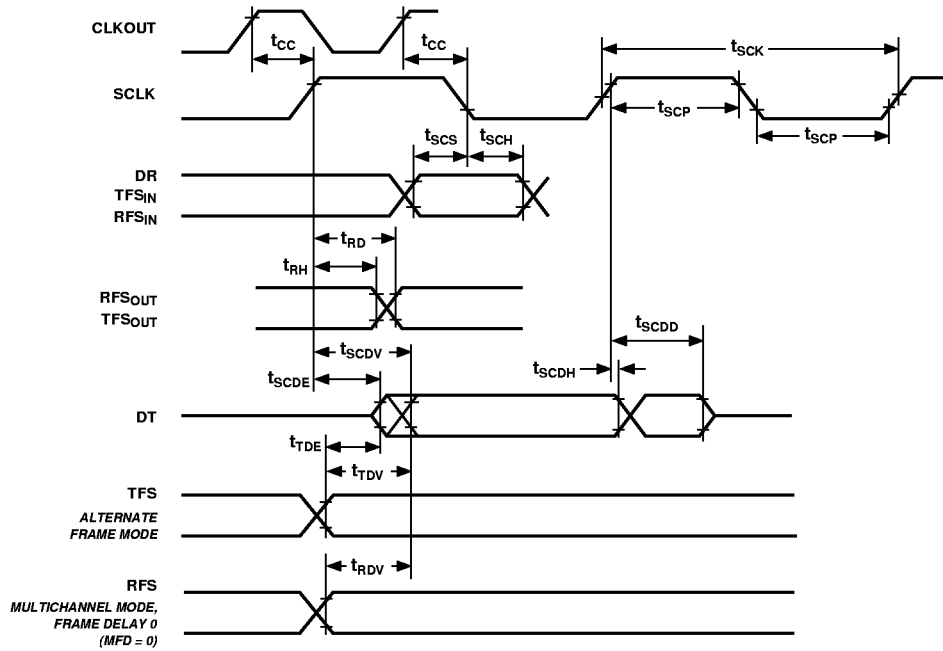 CLKOUT
tCC
tCC
tSCK
SCLK
tSCP
tSCP
tSCS
tSCH
DR
TFSIN
RFSIN
tRD
tRH
RFSOUT
TFSOUT
tSCDV
tSCDD
tSCDE
tSCDH
DT
tTDE
tTDV
TFS
ALTERNATE
FRAME MODE
tRDV
RFS
MULTICHANNEL MODE,
FRAME DELAY 0
(MFD = 0)